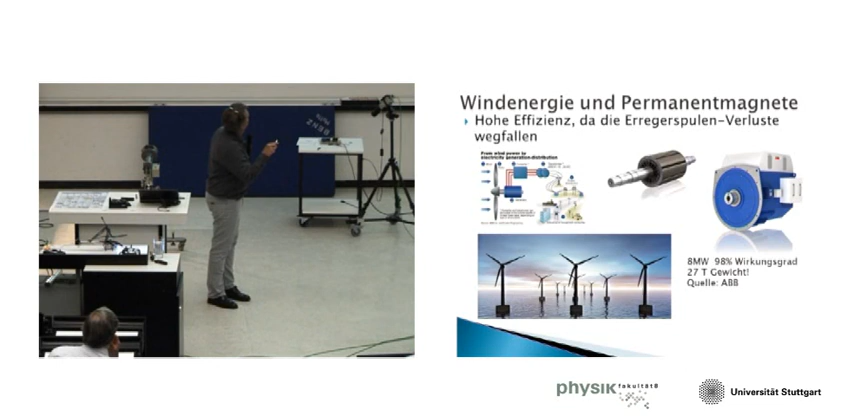 Windenergie und Permanentmagnete
Hohe Effizienz, da die Erregerspulen-Verluste
wegfallen
From wind power to
electricity generation-distribution
8MW 98% Wirkungsgrad
27 T Gewicht!
Quelle: ABB
physik fakultät8
Universität Stuttgart